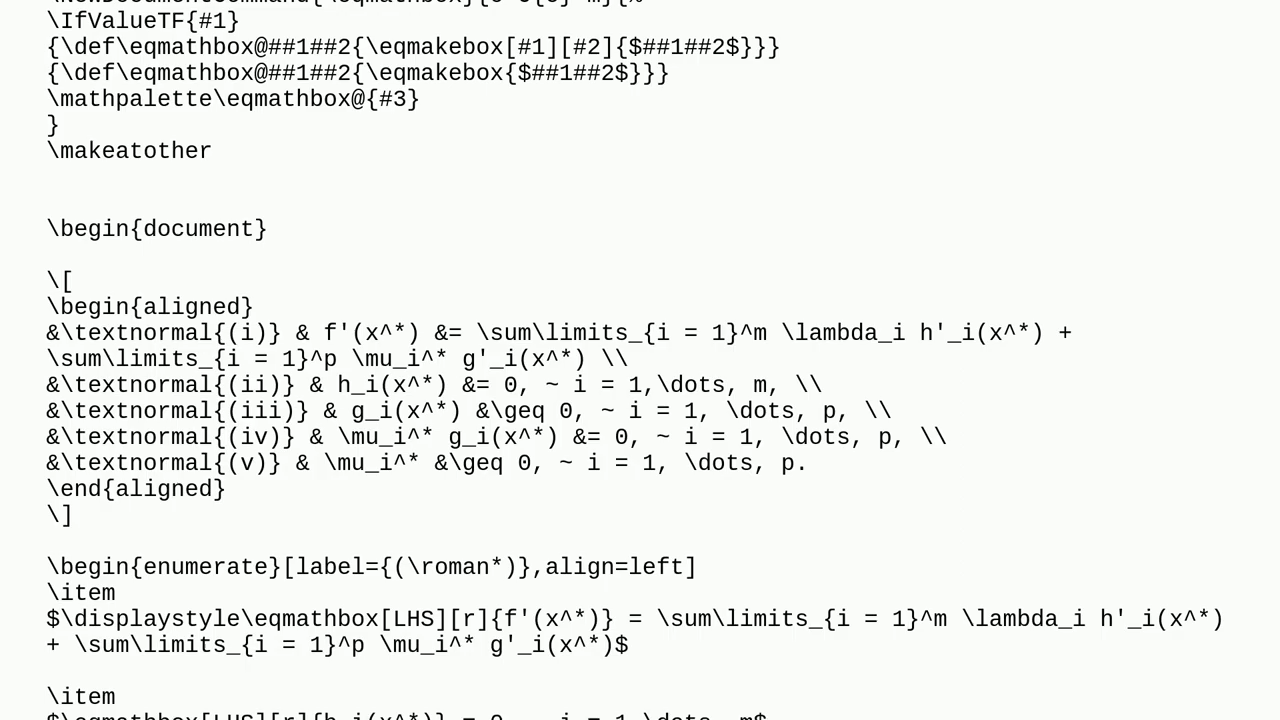 \IfValueTF{#1}
{\def\eqmathbox@##1##2{\eqmakebox[#1][#2]{$##1##2$}}}
{\def\eqmathbox@##1##2{\eqmakebox{$##1##2$}}}
\mathpalette\eqmathbox@{#3}
}
\makeatother
\begin{document}
\[
\begin{aligned}
&\textnormal{(i)} & f'(x^*) &= \sum\limits_{i = 1}^m \lambda_i h'_i(x^*) +
\sum\limits_{i = 1}^p \mu_i^* g'_i(x^*) \\
&\textnormal{(ii)} & h_i(x^*) &= 0, ~ i = 1,\dots, m, \\
&\textnormal{(iii)} & g_i(x^*) &\geq 0, ~ i = 1, \dots, p, \\
&\textnormal{(iv)} & \mu_i^* g_i(x^*) &= 0, ~ i = 1, \dots, p, \\
&\textnormal{(v)} & \mu_i^* &\geq 0, ~ i = 1, \dots, p.
\end{aligned}
\]
\begin{enumerate}[label={(\roman*)},align=left]
\item
$\displaystyle\eqmathbox[LHS][r]{f'(x^*)} = \sum\limits_{i = 1}^m \lambda_i h'_i(x^*)
+ \sum\limits_{i = 1}^p \mu_i^* g'_i(x^*)$
\item